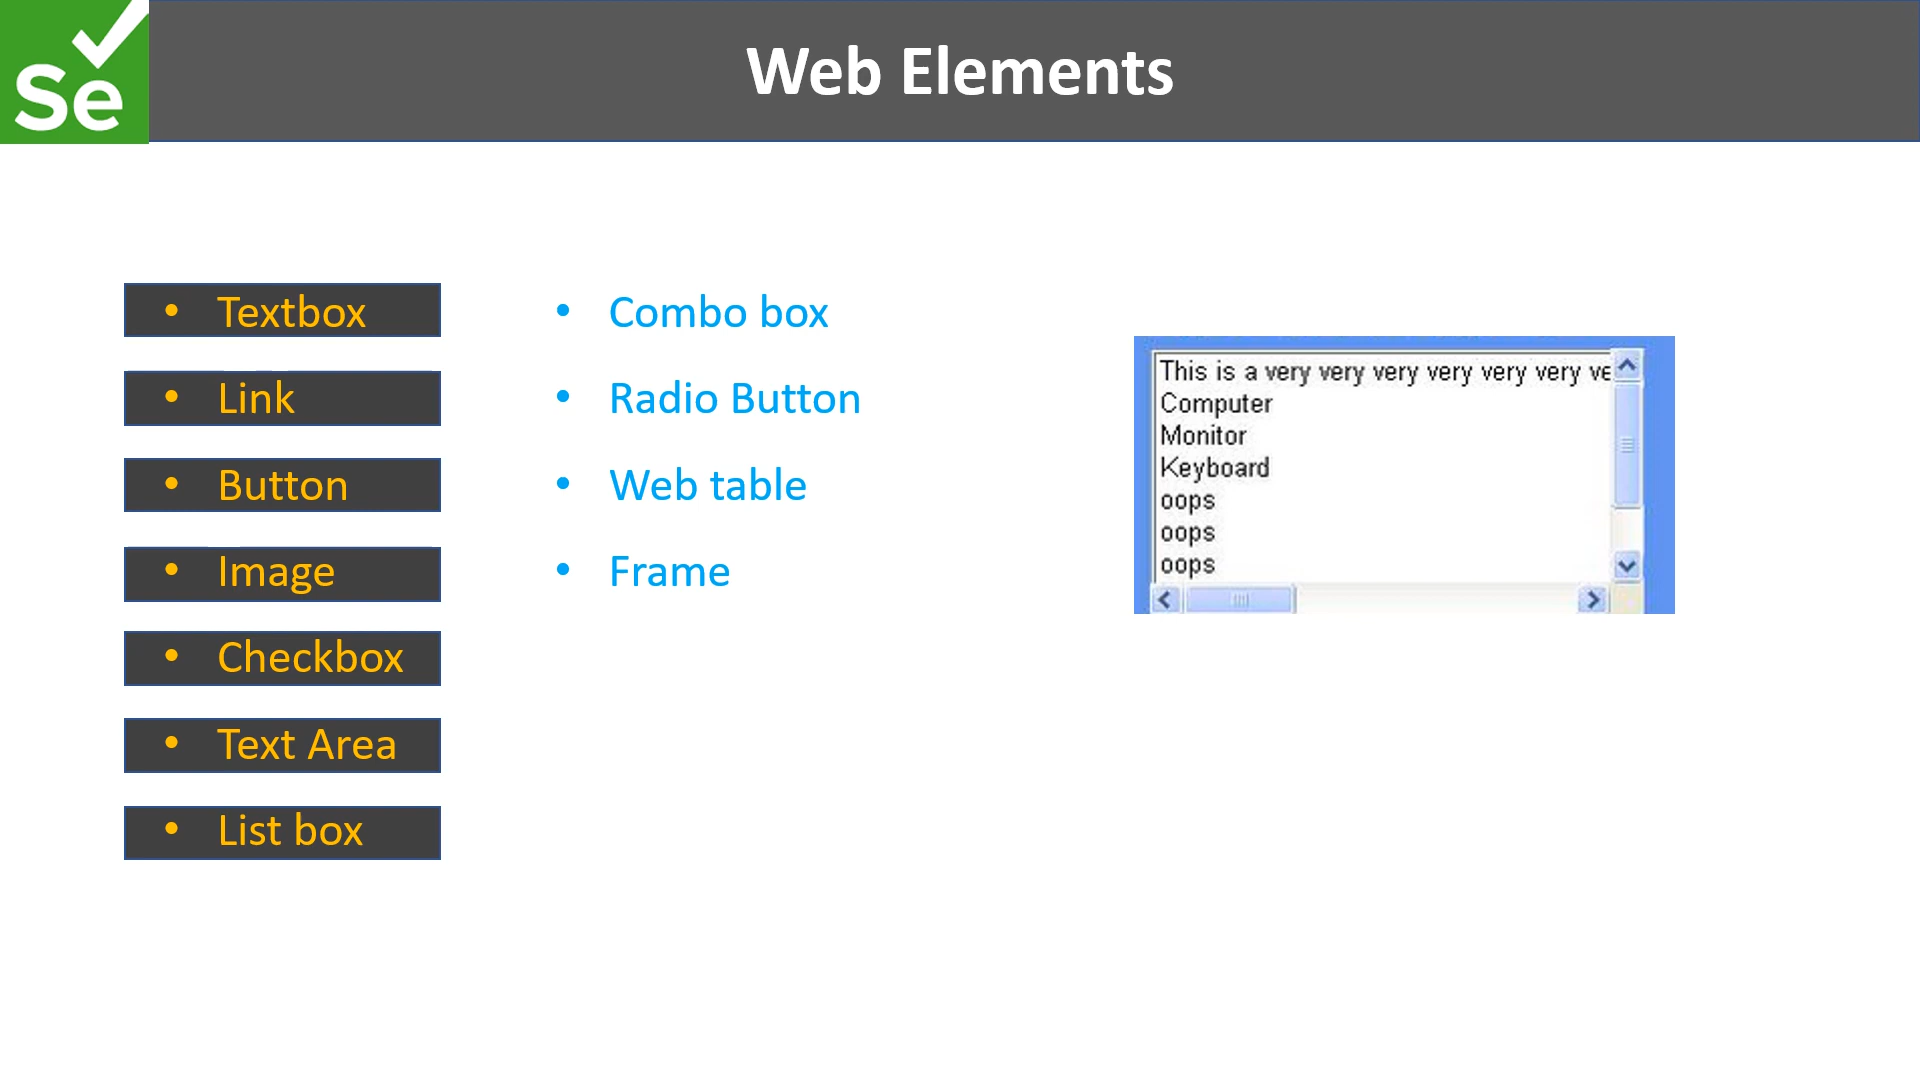 Se
Web Elements
• Textbox
• Link
• Button
• Image
• Checkbox
• Text Area
• List box
• Combo box
• Radio Button
• Web table
• Frame
This is a very very very very very very ve
Computer
Monitor
Keyboard
oops
oops
oops